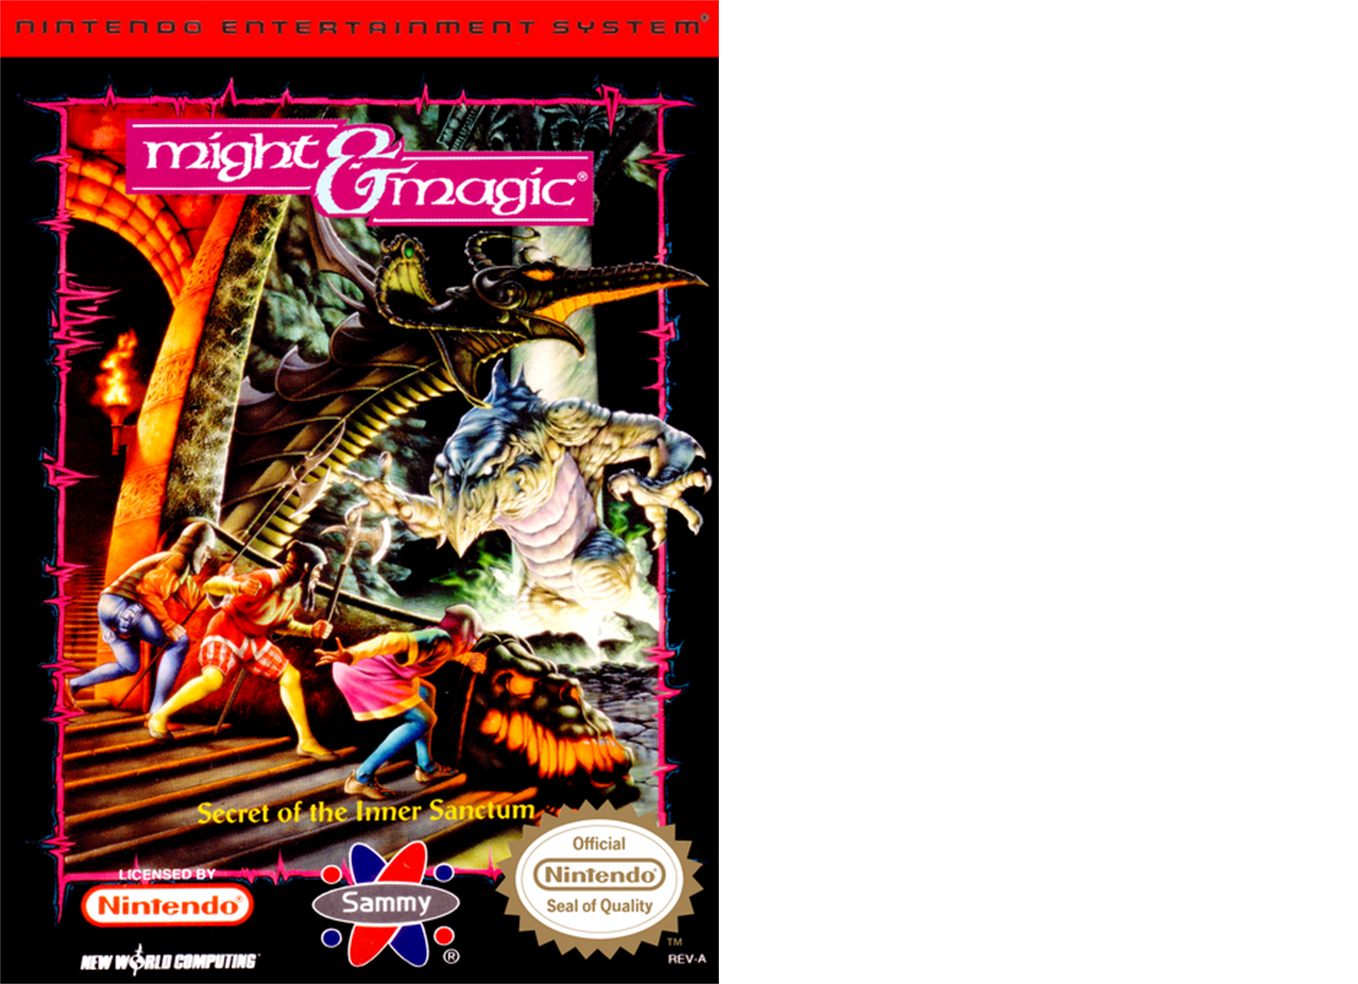 NINTENDO ENTERTAINMENT SYSTEM®
might & magic®
Secret of the Inner Sanctum
LICENSED BY
Nintendo®
NEW WORLD COMPUTING
Sammy
®
Official
Nintendo®
Seal of Quality
TM
REV-A